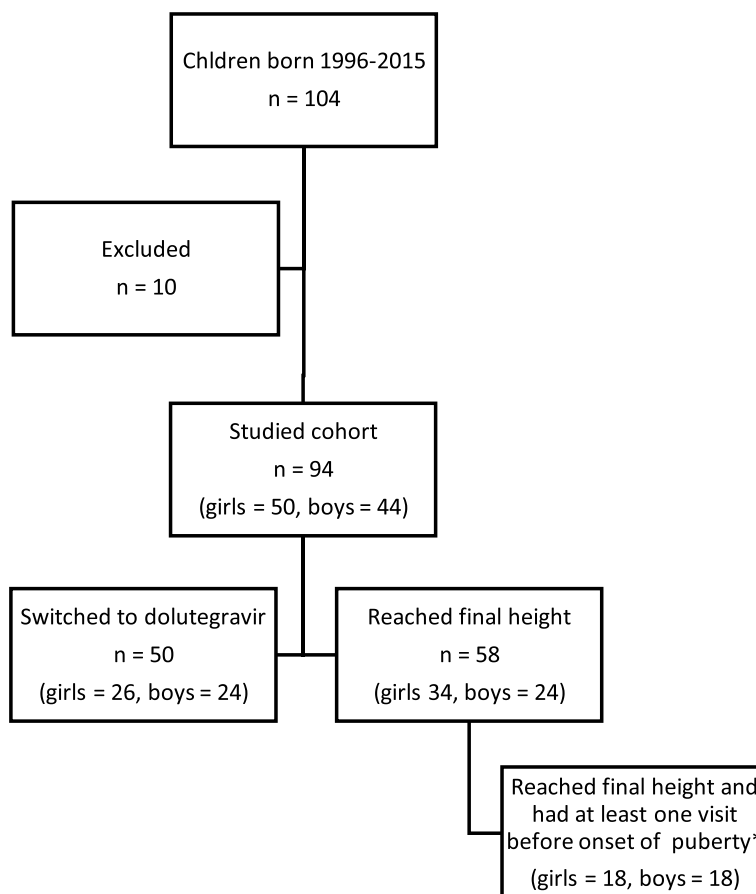 Chldren born 1996-2015
n = 104
Excluded
n = 10
Studied cohort
n = 94
(girls = 50, boys = 44)
Switched to dolutegravir
n = 50
(girls = 26, boys = 24)
Reached final height
n = 58
(girls 34, boys = 24)
Reached final height and
had at least one visit
before onset of puberty*
(girls = 18, boys = 18)